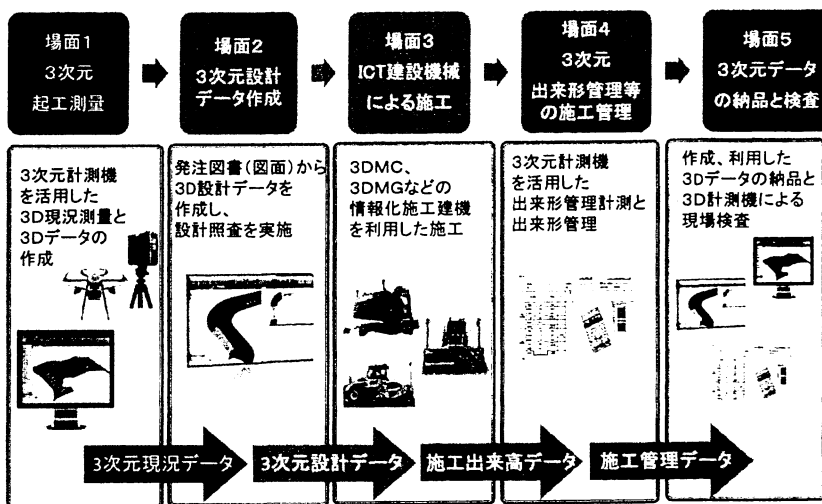 場面1
3次元
起工測量
場面2
3次元設計
データ作成
場面3
ICT建設機械
による施工
場面4
3次元
出来形管理等
の施工管理
場面5
3次元データ
の納品と検査
3次元計測機
を活用した
3D現況測量と
3Dデータの
作成
発注図書(図面)から
3D設計データを
作成し、
設計照査を実施
3DMC、
3DMGなどの
情報化施工建機
を利用した施工
3次元計測機を
活用した
出来形管理計測と
出来形管理
作成、利用した
3Dデータの納品と
3D計測機による
現場検査
3次元現況データ
3次元設計データ
施工出来高データ
施工管理データ